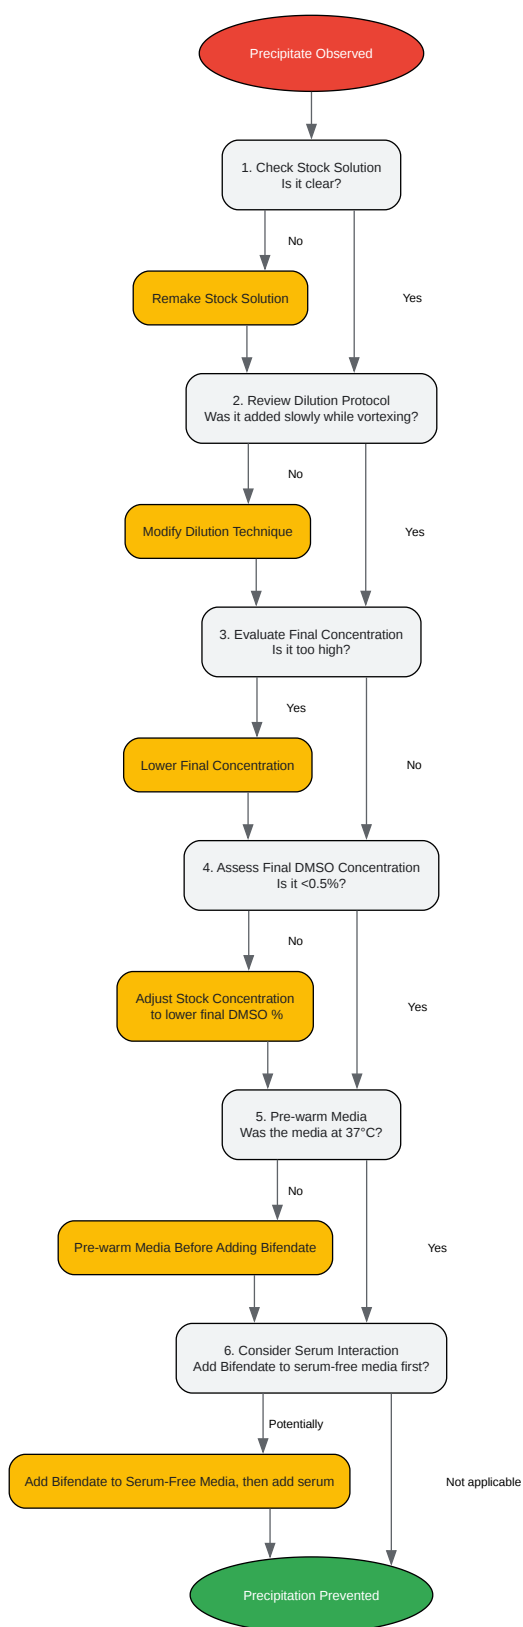 Precipitate Observed
1. Check Stock Solution
Is it clear?
No
Remake Stock Solution
Yes
2. Review Dilution Protocol
Was it added slowly while vortexing?
No
Modify Dilution Technique
Yes
3. Evaluate Final Concentration
Is it too high?
Yes
Lower Final Concentration
No
4. Assess Final DMSO Concentration
Is it <0.5%?
No
Adjust Stock Concentration
to lower final DMSO %
Yes
5. Pre-warm Media
Was the media at 37°C?
No
Pre-warm Media Before Adding Bifendate
Yes
6. Consider Serum Interaction
Add Bifendate to serum-free media first?
Potentially
Add Bifendate to Serum-Free Media, then add serum
Not applicable
Precipitation Prevented